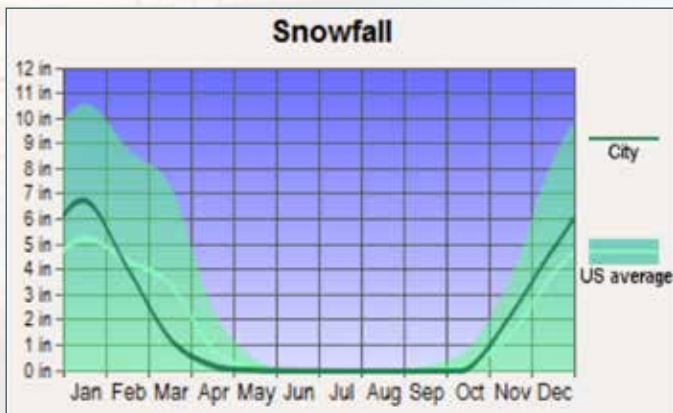 Snowfall
12 in
11 in
10 in
9 in
8 in
7 in
6 in
5 in
4 in
3 in
2 in
1 in
0 in
Jan Feb Mar Apr May Jun Jul Aug Sep Oct Nov Dec
City
US average